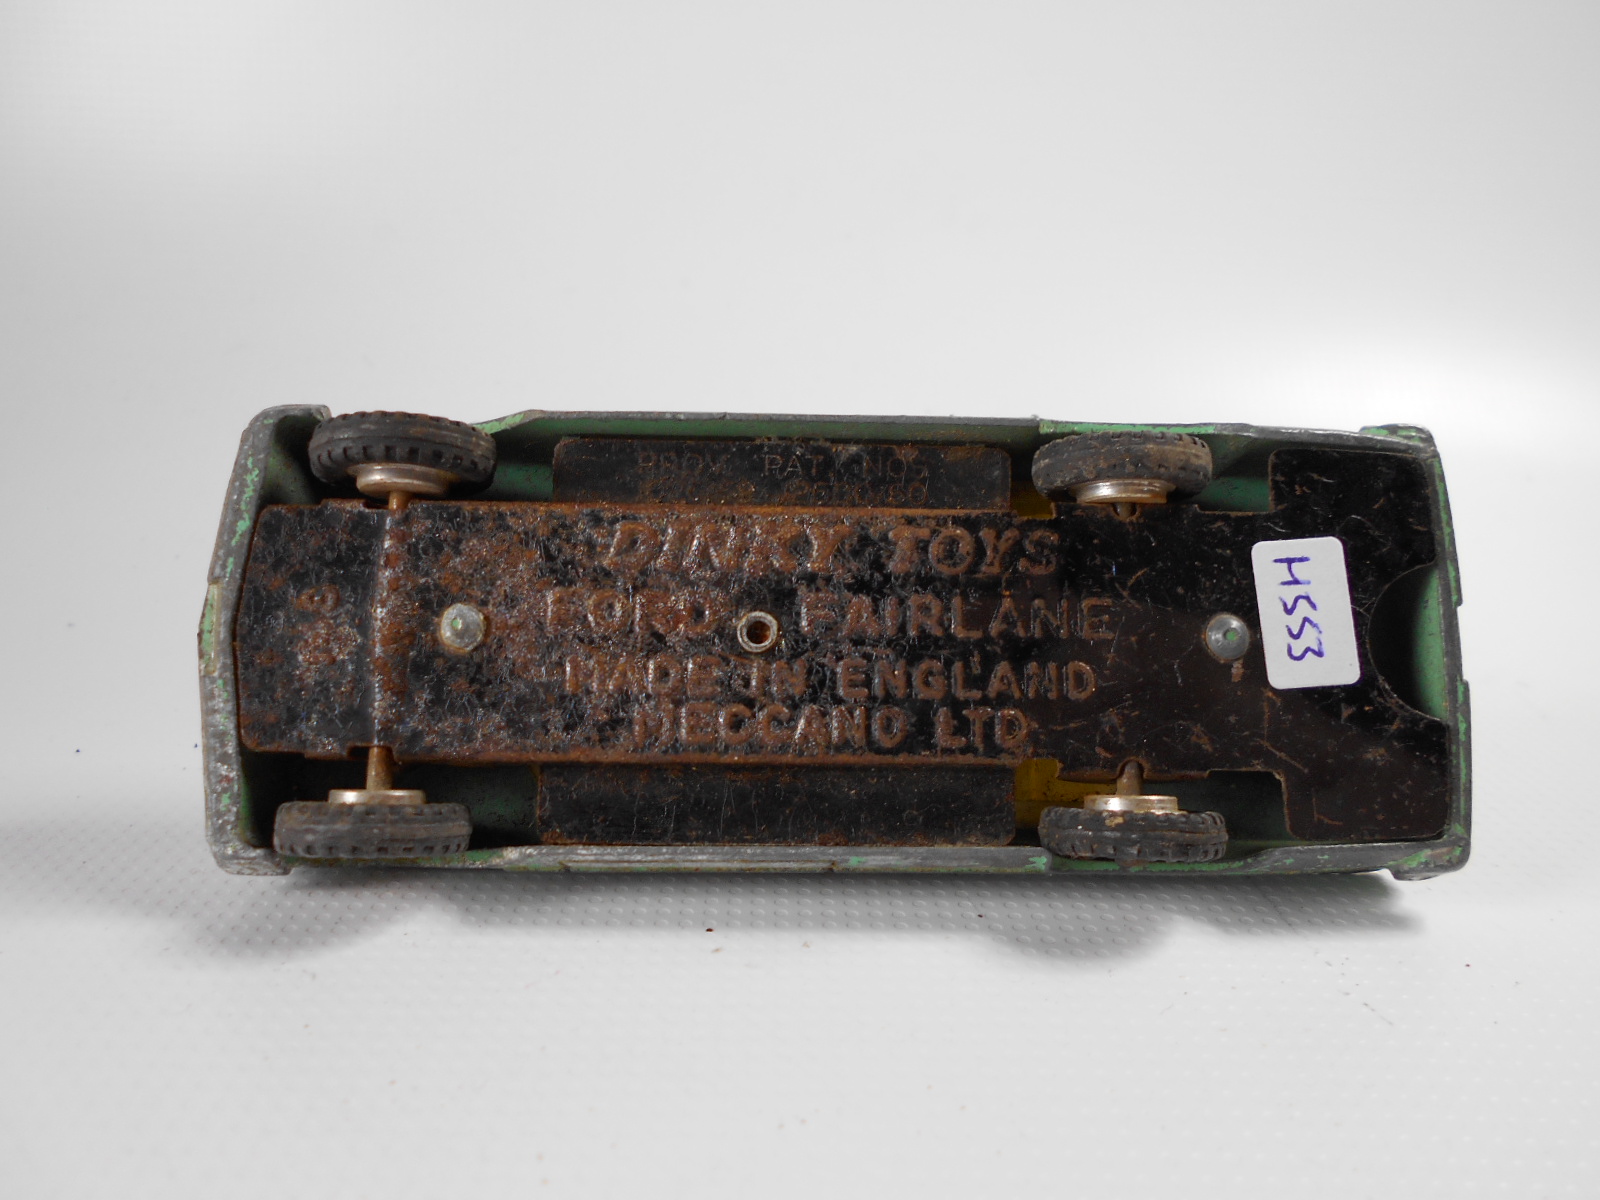 PROV. PAT. NOS
DINKY TOYS
FORD FAIRLANE
MADE IN ENGLAND
MECCANO LTD
H553